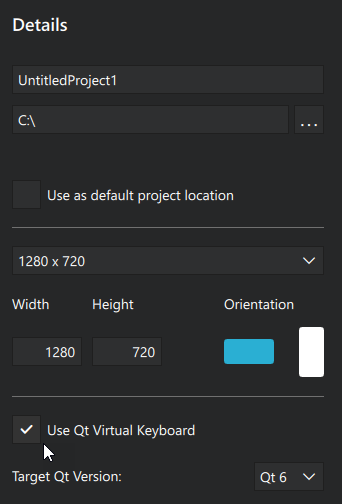 Details
UntitledProject1
C:\
...
Use as default project location
1280 x 720
Width Height Orientation
1280 720
Use Qt Virtual Keyboard
Target Qt Version: Qt 6